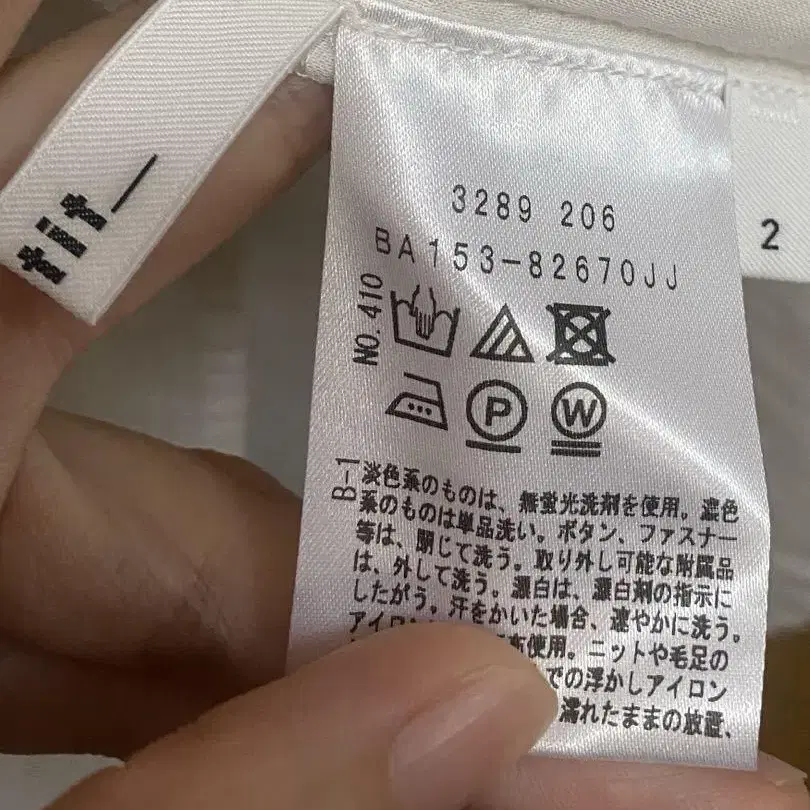 tit_
2
3289 206
BA153-82670JJ
NO.410
P
W
B-1
淡色系のものは、無蛍光洗剤を使用。濃色
系のものは単品洗い。ボタン、ファスナー
等は、閉じて洗う。取り外し可能な附属品
は、外して洗う。漂白は、漂白剤の指示に
したがう。汗をかいた場合、速やかに洗う。
アイロン 布使用。ニットや毛足の
での浮かしアイロン
濡れたままの放置、